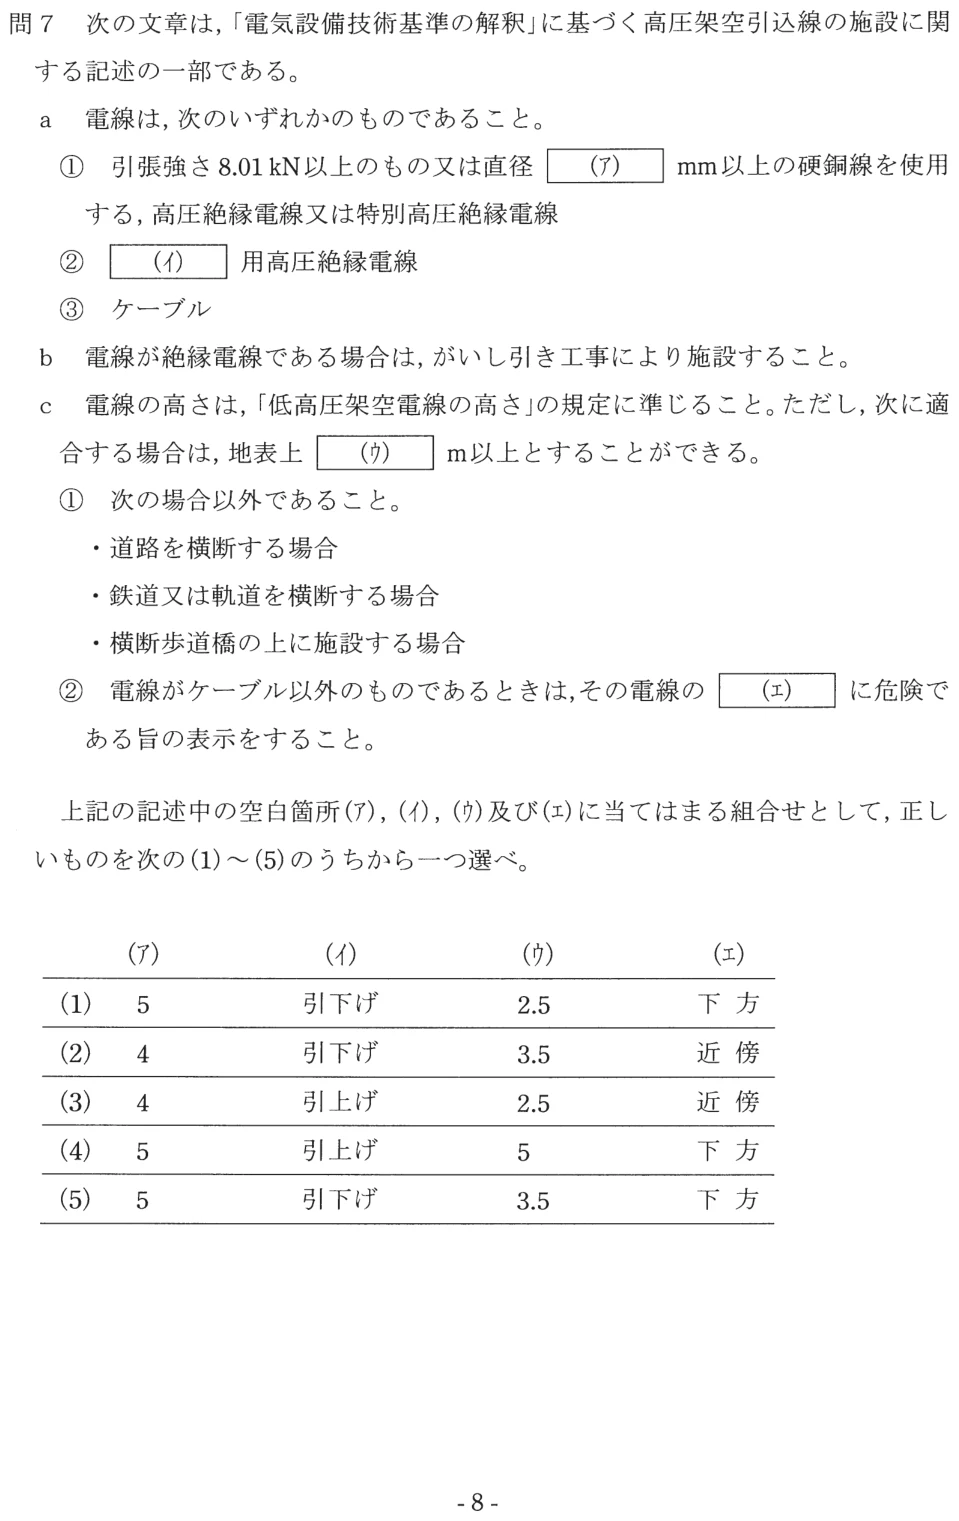 問7 次の文章は，「電気設備技術基準の解釈」に基づく高圧架空引込線の施設に関
する記述の一部である。
a 電線は，次のいずれかのものであること。
① 引張強さ8.01 kN以上のもの又は直径 (ア) mm以上の硬銅線を使用
する，高圧絶縁電線又は特別高圧絶縁電線
② (イ) 用高圧絶縁電線
③ ケーブル
b 電線が絶縁電線である場合は，がいし引き工事により施設すること。
c 電線の高さは，「低高圧架空電線の高さ」の規定に準じること。ただし，次に適
合する場合は，地表上 (ウ) m以上とすることができる。
① 次の場合以外であること。
・道路を横断する場合
・鉄道又は軌道を横断する場合
・横断歩道橋の上に施設する場合
② 電線がケーブル以外のものであるときは，その電線の (エ) に危険で
ある旨の表示をすること。
上記の記述中の空白箇所(ア)，(イ)，(ウ)及び(エ)に当てはまる組合せとして，正し
いものを次の(1)～(5)のうちから一つ選べ。
(ア) (イ) (ウ) (エ)
(1) 5 引下げ 2.5 下方
(2) 4 引下げ 3.5 近傍
(3) 4 引上げ 2.5 近傍
(4) 5 引上げ 5 下方
(5) 5 引下げ 3.5 下方
- 8 -